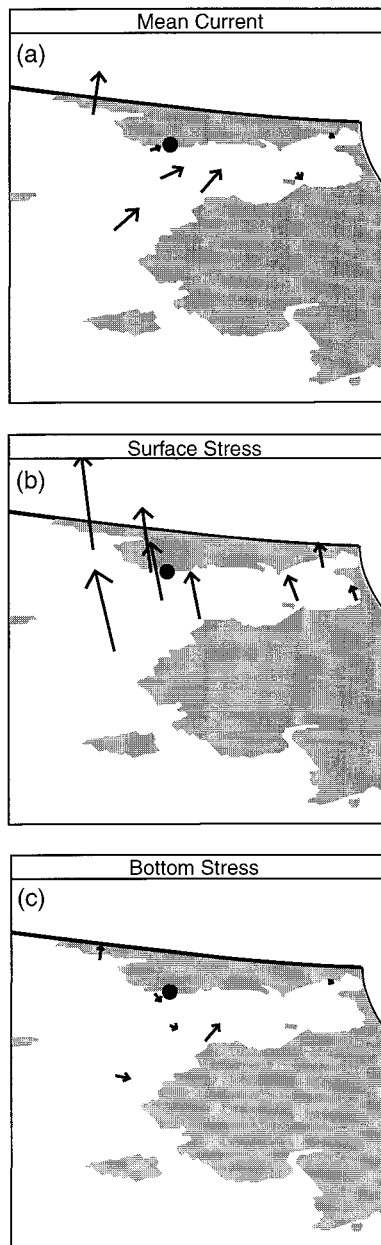 Mean Current
(a)
Surface Stress
(b)
Bottom Stress
(c)